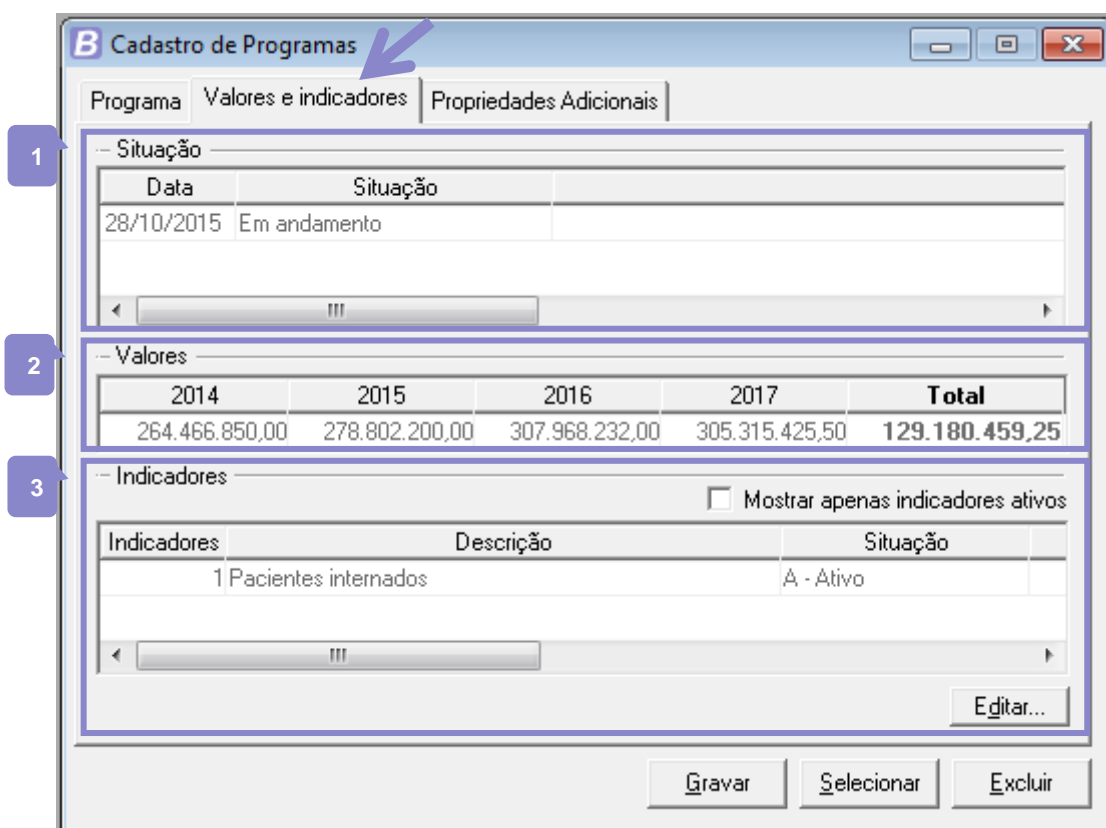 B Cadastro de Programas
Programa Valores e indicadores Propriedades Adicionais
1
Situação
Data Situação
28/10/2015 Em andamento
2
Valores
2014 2015 2016 2017 Total
264.466.850,00 278.802.200,00 307.968.232,00 305.315.425,50 129.180.459,25
3
Indicadores
Mostrar apenas indicadores ativos
Indicadores Descrição Situação
1 Pacientes internados A - Ativo
Editar...
Gravar Selecionar Excluir